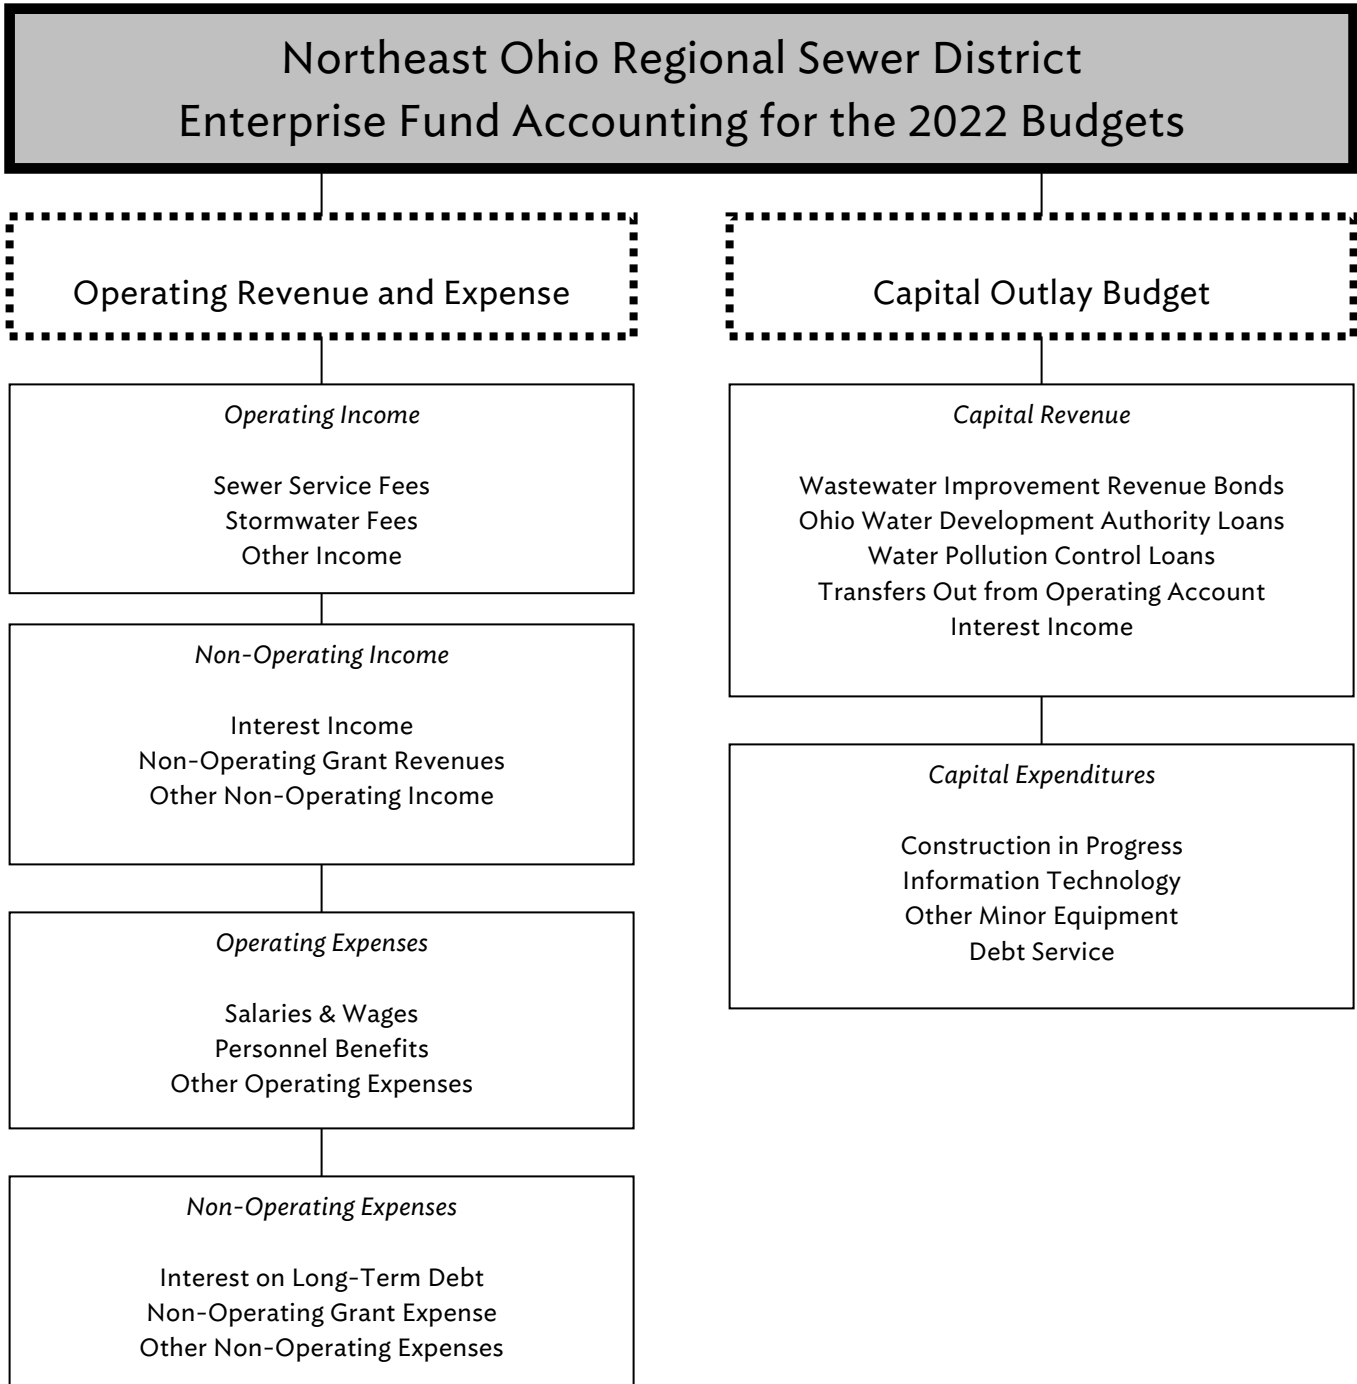 Northeast Ohio Regional Sewer District
Enterprise Fund Accounting for the 2022 Budgets
Operating Revenue and Expense
Operating Income
Sewer Service Fees
Stormwater Fees
Other Income
Non-Operating Income
Interest Income
Non-Operating Grant Revenues
Other Non-Operating Income
Operating Expenses
Salaries & Wages
Personnel Benefits
Other Operating Expenses
Non-Operating Expenses
Interest on Long-Term Debt
Non-Operating Grant Expense
Other Non-Operating Expenses
Capital Outlay Budget
Capital Revenue
Wastewater Improvement Revenue Bonds
Ohio Water Development Authority Loans
Water Pollution Control Loans
Transfers Out from Operating Account
Interest Income
Capital Expenditures
Construction in Progress
Information Technology
Other Minor Equipment
Debt Service